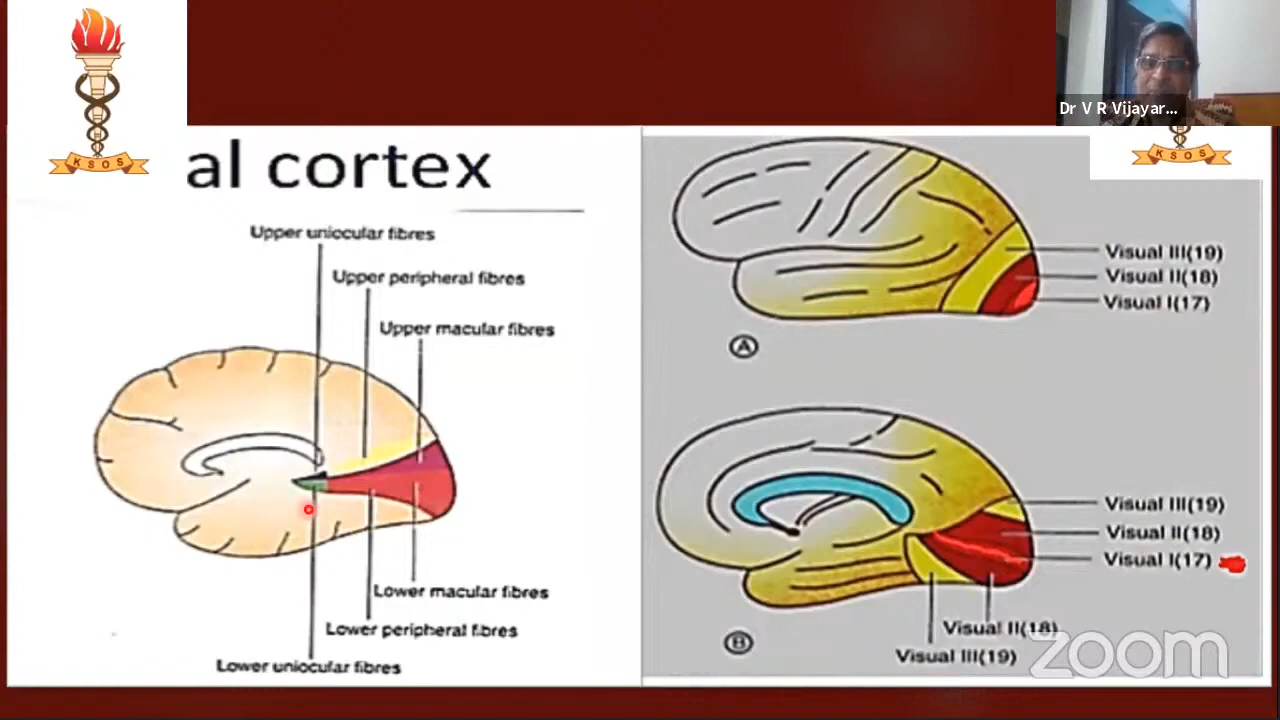 KSOS
al cortex
Upper uniocular fibres
Upper peripheral fibres
Upper macular fibres
Lower macular fibres
Lower peripheral fibres
Lower uniocular fibres
Dr V R Vijayar...
KSOS
Visual III(19)
Visual II(18)
Visual I(17)
A
Visual III(19)
Visual II(18)
Visual I(17)
Visual II(18)
Visual III(19)
B
zoom